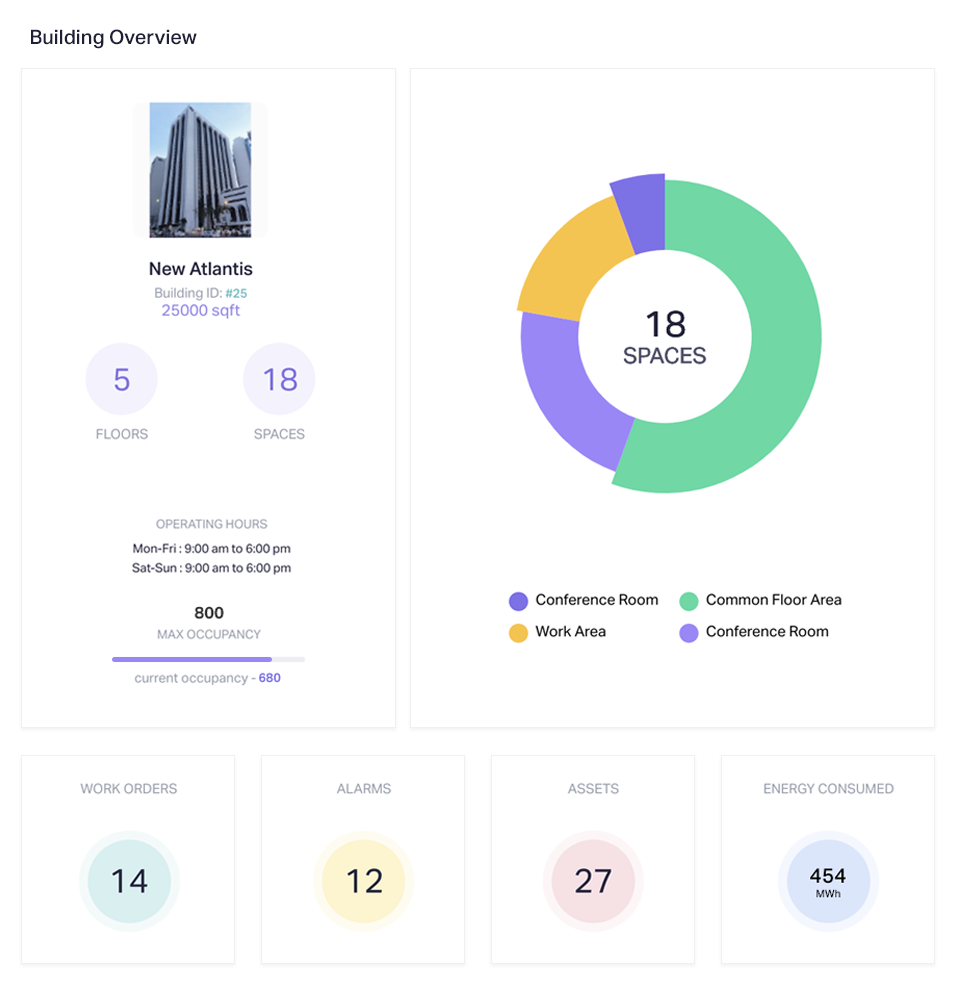 Building Overview
New Atlantis
Building ID: #25
25000 sqft
5
18
FLOORS
SPACES
OPERATING HOURS
Mon-Fri : 9:00 am to 6:00 pm
Sat-Sun : 9:00 am to 6:00 pm
800
MAX OCCUPANCY
current occupancy - 680
18
SPACES
Conference Room
Common Floor Area
Work Area
Conference Room
WORK ORDERS
14
ALARMS
12
ASSETS
27
ENERGY CONSUMED
454
MWh